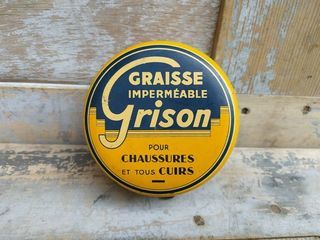 GRAISSE
IMPERMÉABLE
Grison
POUR
CHAUSSURES
ET TOUS CUIRS